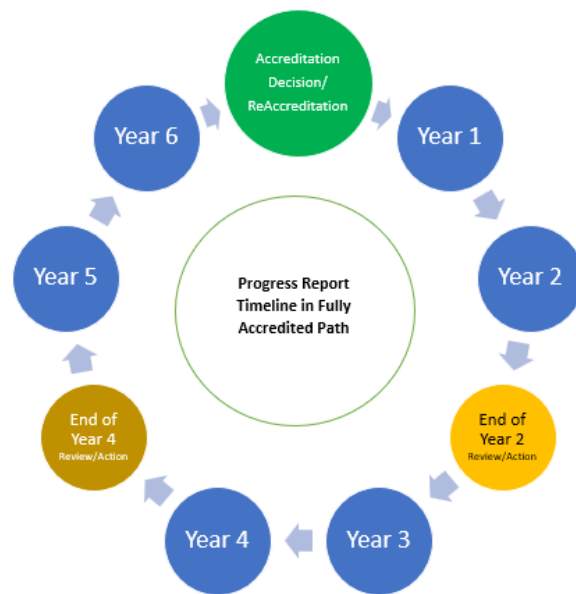 Accreditation
Decision/
ReAccreditation
Year 1
Year 2
End of
Year 2
Review/Action
Year 3
Year 4
End of
Year 4
Review/Action
Year 5
Year 6
Progress Report
Timeline in Fully
Accredited Path